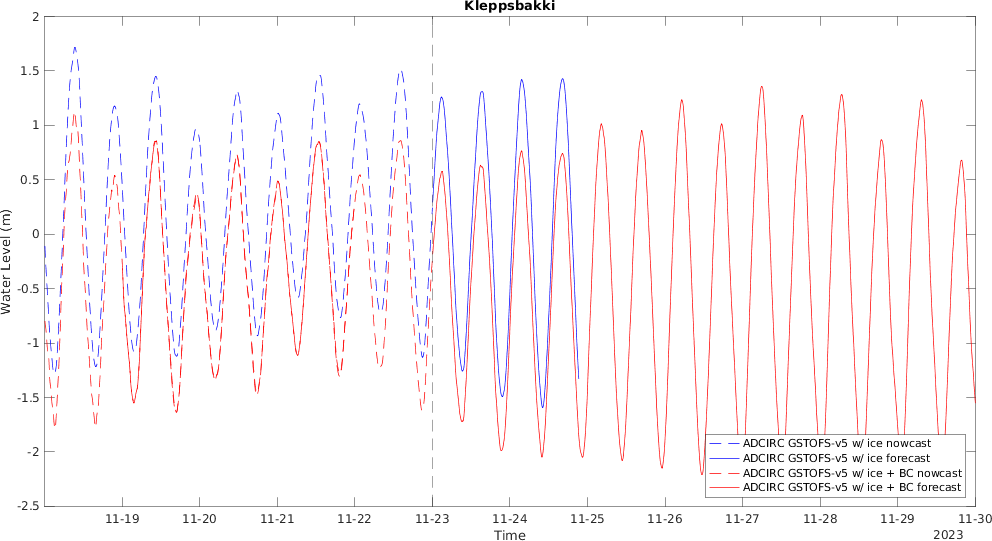 Kleppsbakki
2
1.5
1
0.5
0
-0.5
-1
-1.5
-2
-2.5
Water Level (m)
11-19 11-20 11-21 11-22 11-23 11-24 11-25 11-26 11-27 11-28 11-29 11-30
Time
2023
ADCIRC GSTOFS-v5 w/ ice nowcast
ADCIRC GSTOFS-v5 w/ ice forecast
ADCIRC GSTOFS-v5 w/ ice + BC nowcast
ADCIRC GSTOFS-v5 w/ ice + BC forecast